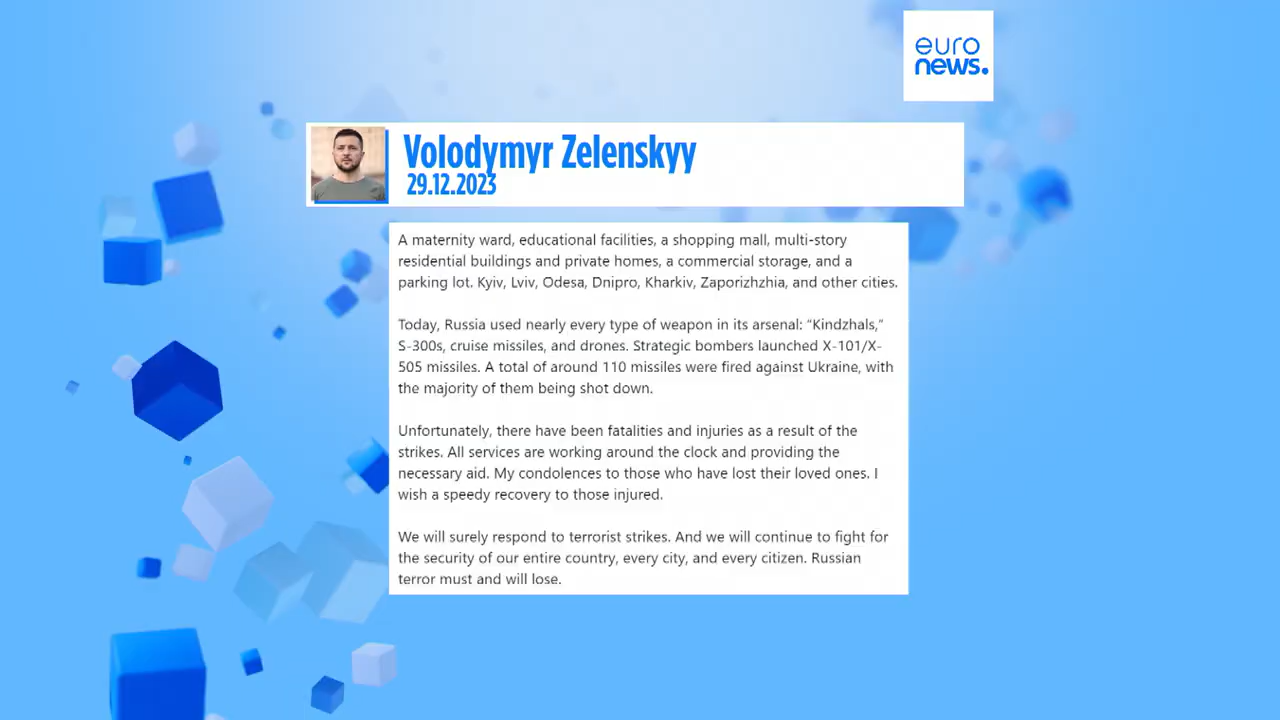 euro
news.
Volodymyr Zelenskyy
29.12.2023
A maternity ward, educational facilities, a shopping mall, multi-story
residential buildings and private homes, a commercial storage, and a
parking lot. Kyiv, Lviv, Odesa, Dnipro, Kharkiv, Zaporizhzhia, and other cities.
Today, Russia used nearly every type of weapon in its arsenal: “Kindzhals,”
S-300s, cruise missiles, and drones. Strategic bombers launched X-101/X-
505 missiles. A total of around 110 missiles were fired against Ukraine, with
the majority of them being shot down.
Unfortunately, there have been fatalities and injuries as a result of the
strikes. All services are working around the clock and providing the
necessary aid. My condolences to those who have lost their loved ones. I
wish a speedy recovery to those injured.
We will surely respond to terrorist strikes. And we will continue to fight for
the security of our entire country, every city, and every citizen. Russian
terror must and will lose.